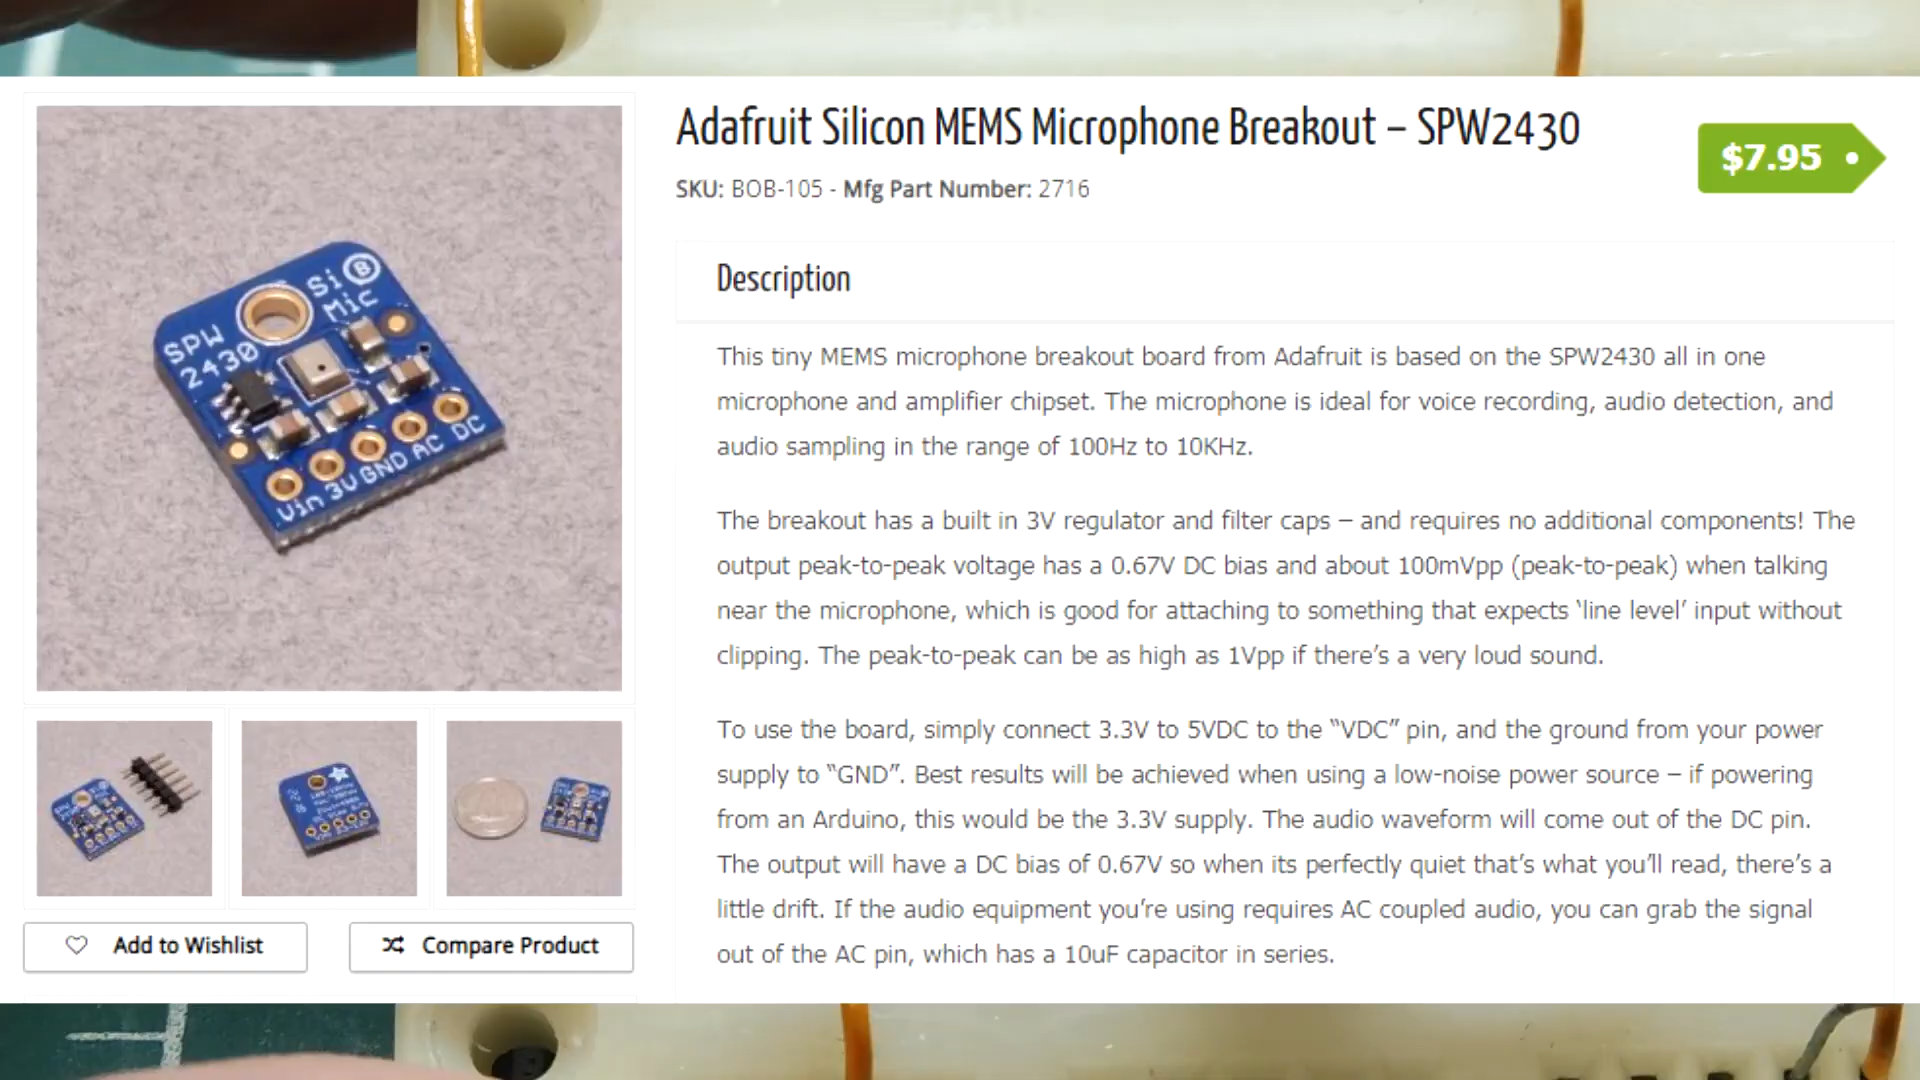 Adafruit Silicon MEMS Microphone Breakout – SPW2430
$7.95
SKU: BOB-105 - Mfg Part Number: 2716
Description
This tiny MEMS microphone breakout board from Adafruit is based on the SPW2430 all in one
microphone and amplifier chipset. The microphone is ideal for voice recording, audio detection, and
audio sampling in the range of 100Hz to 10KHz.
The breakout has a built in 3V regulator and filter caps – and requires no additional components! The
output peak-to-peak voltage has a 0.67V DC bias and about 100mVpp (peak-to-peak) when talking
near the microphone, which is good for attaching to something that expects ‘line level’ input without
clipping. The peak-to-peak can be as high as 1Vpp if there’s a very loud sound.
To use the board, simply connect 3.3V to 5VDC to the “VDC” pin, and the ground from your power
supply to “GND”. Best results will be achieved when using a low-noise power source – if powering
from an Arduino, this would be the 3.3V supply. The audio waveform will come out of the DC pin.
The output will have a DC bias of 0.67V so when its perfectly quiet that’s what you’ll read, there’s a
little drift. If the audio equipment you’re using requires AC coupled audio, you can grab the signal
out of the AC pin, which has a 10uF capacitor in series.
Si B
Mic
SPW
2430
Vin 3V GND AC DC
Add to Wishlist
Compare Product